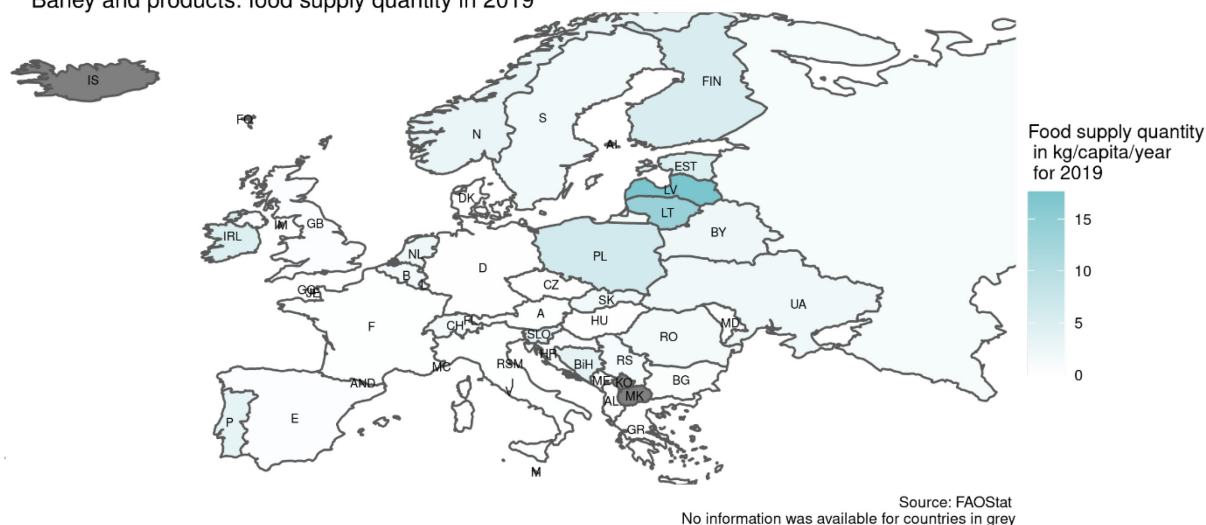 Barley and products: food supply quantity in 2019
IS
FIN
FO
S
N
AL
EST
LV
DK
LT
IRL
IM
GB
BY
NL
PL
B
D
L
CZ
GG
JE
SK
UA
A
HU
MD
F
CH
FL
SLO
RO
HR
RSM
BiH
RS
MC
V
I
AND
ME
KO
BG
MK
AL
P
E
GR
M
Food supply quantity
in kg/capita/year
for 2019
15
10
5
0
Source: FAOStat
No information was available for countries in grey